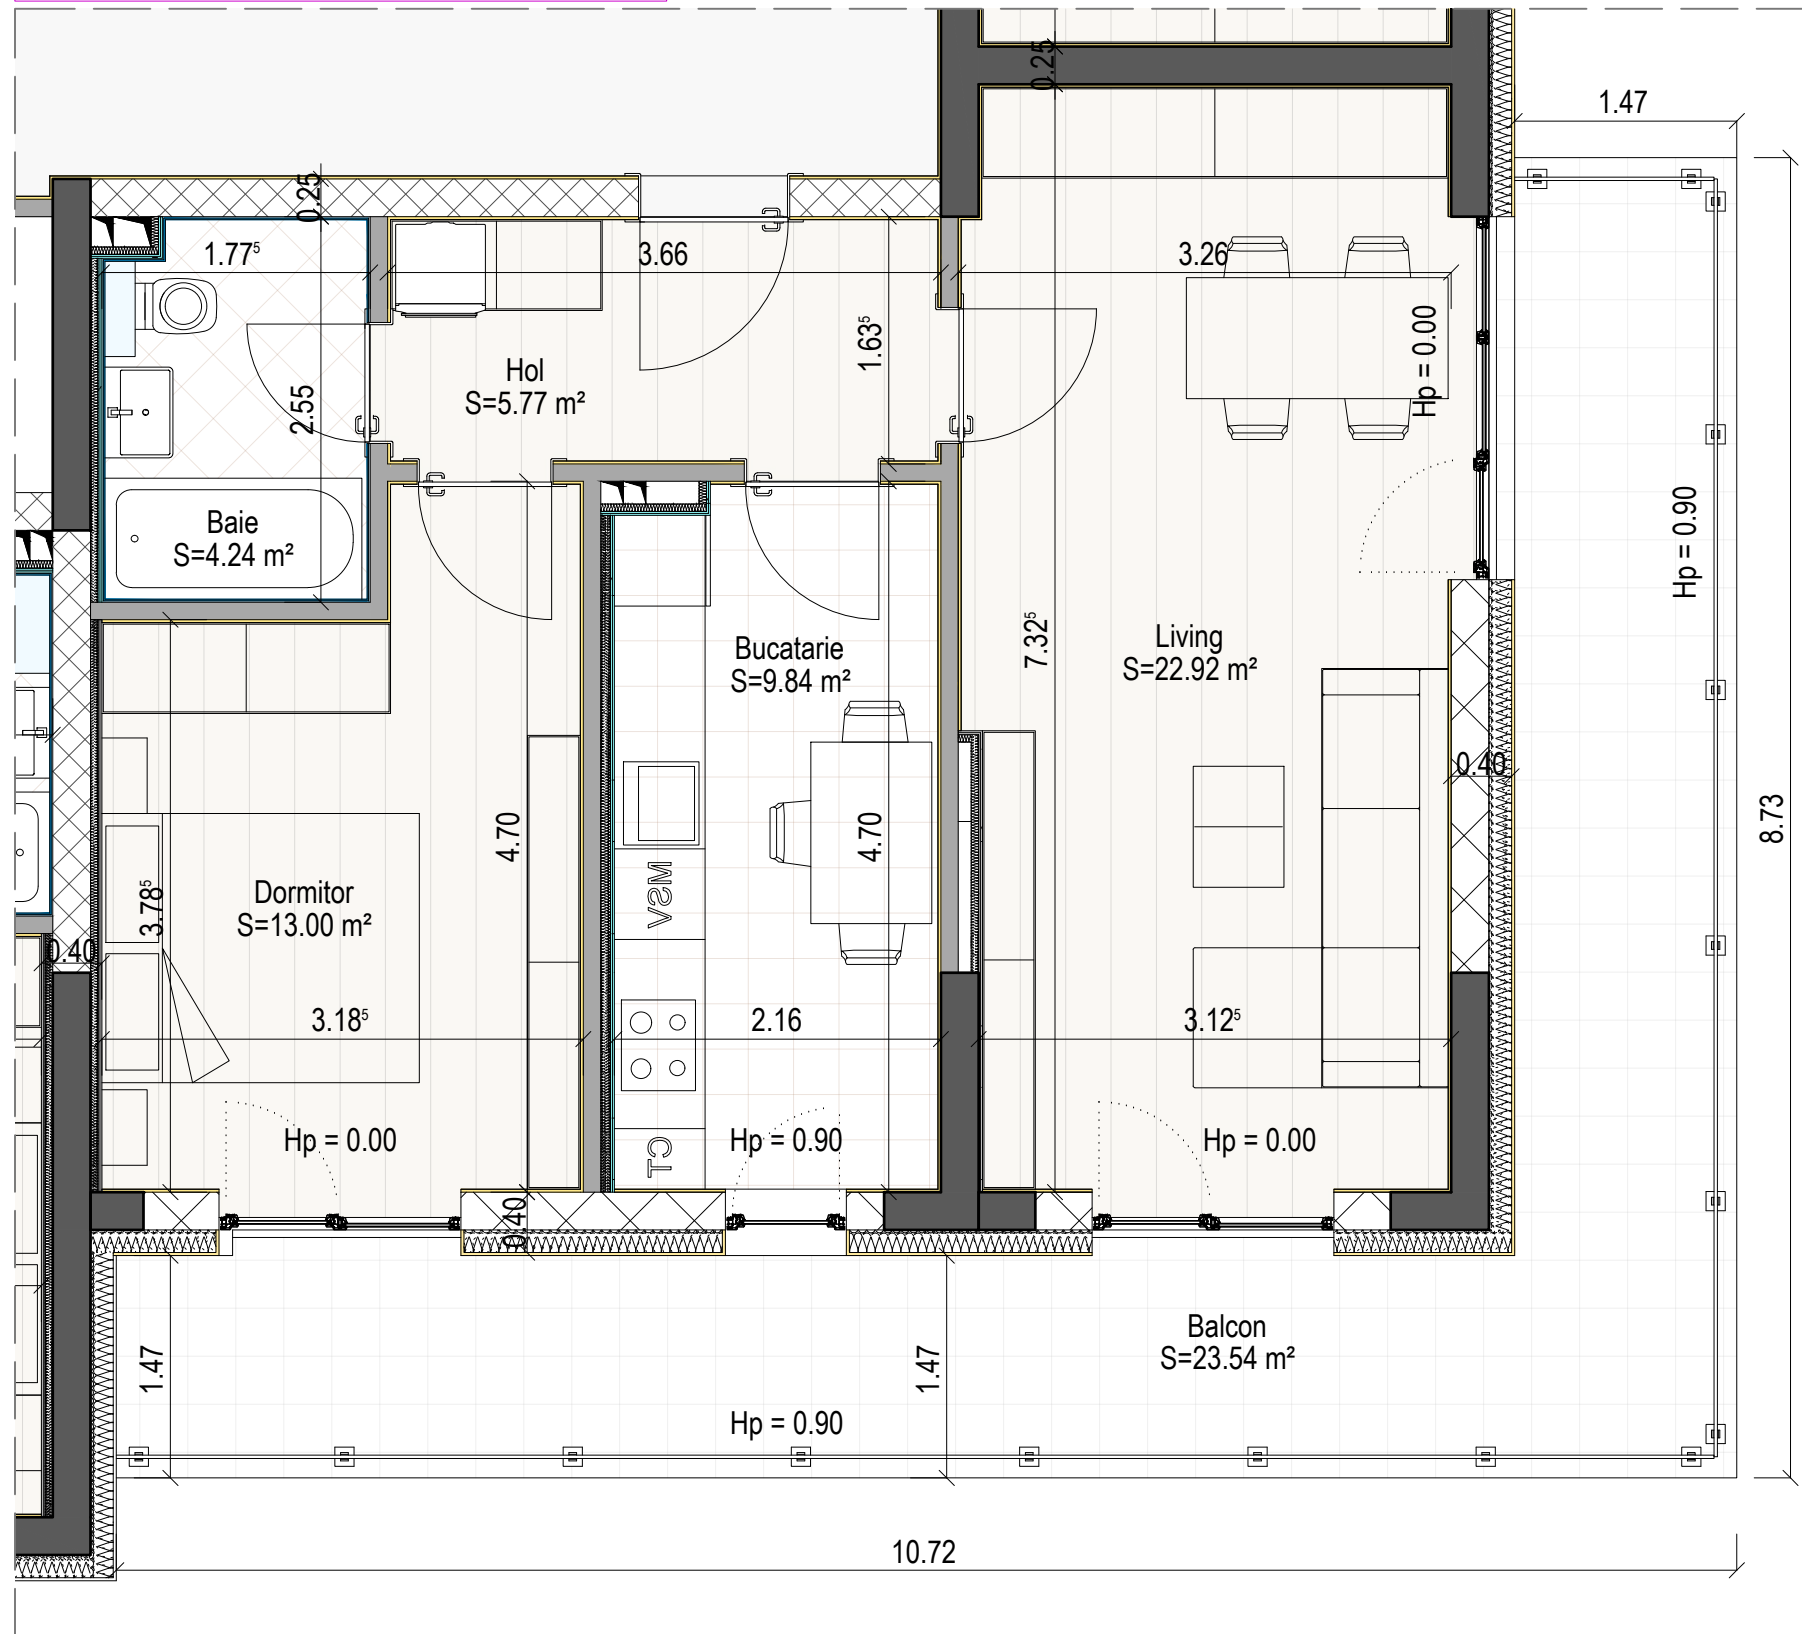 0.25
1.47
0.25
1.77⁵
3.66
3.26
Hp = 0.00
1.63⁵
Hol
S=5.77 m²
2.55
Hp = 0.90
Baie
S=4.24 m²
7.32⁵
Bucatarie
S=9.84 m²
Living
S=22.92 m²
0.40
8.73
4.70
4.70
MSV
Dormitor
S=13.00 m²
3.78⁵
0.40
3.18⁵
2.16
3.12⁵
Hp = 0.00
Hp = 0.90
CT
Hp = 0.00
0.40
Balcon
S=23.54 m²
1.47
1.47
Hp = 0.90
10.72